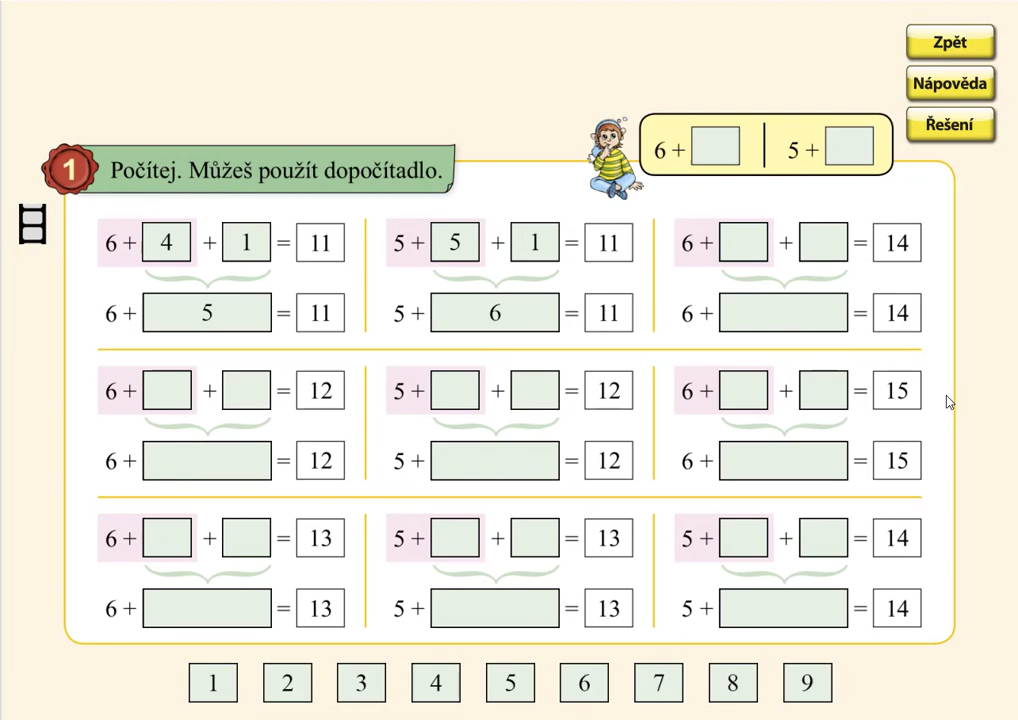 Zpět
Nápověda
Řešení
6 + 5 +
1 Počítej. Můžeš použít dopočítadlo.
6 + 4 + 1 = 11 5 + 5 + 1 = 11 6 + + = 14
6 + 5 = 11 5 + 6 = 11 6 + = 14
6 + + = 12 5 + + = 12 6 + + = 15
6 + = 12 5 + = 12 6 + = 15
6 + + = 13 5 + + = 13 5 + + = 14
6 + = 13 5 + = 13 5 + = 14
1 2 3 4 5 6 7 8 9